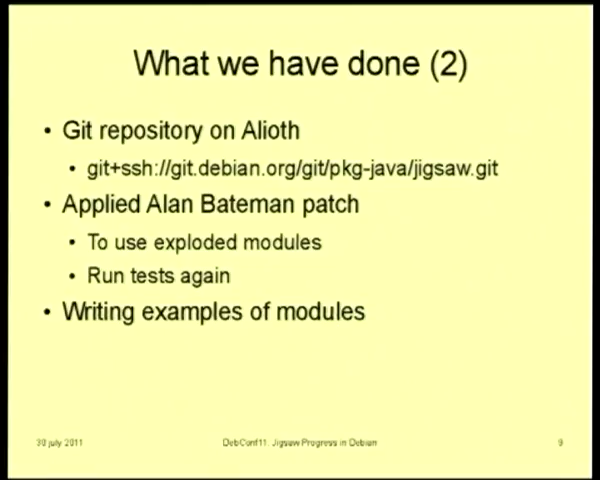 What we have done (2)
• Git repository on Alioth
• git+ssh://git.debian.org/git/pkg-java/jigsaw.git
• Applied Alan Bateman patch
• To use exploded modules
• Run tests again
• Writing examples of modules
30 july 2011 DebConf11: Jigsaw Progress in Debian 9